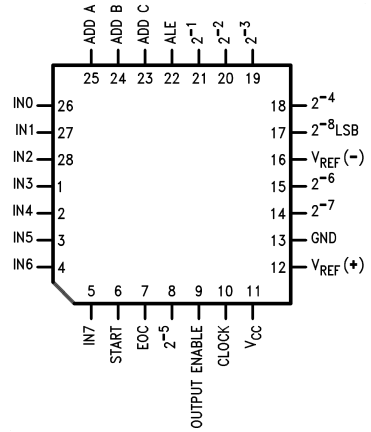 ADD A
ADD B
ADD C
ALE
2⁻¹
2⁻²
2⁻³
25 24 23 22 21 20 19
IN0 26
IN1 27
IN2 28
IN3 1
IN4 2
IN5 3
IN6 4
18 2⁻⁴
17 2⁻⁸LSB
16 VREF(-)
15 2⁻⁶
14 2⁻⁷
13 GND
12 VREF(+)
5 6 7 8 9 10 11
IN7
START
EOC
2⁻⁵
OUTPUT ENABLE
CLOCK
VCC